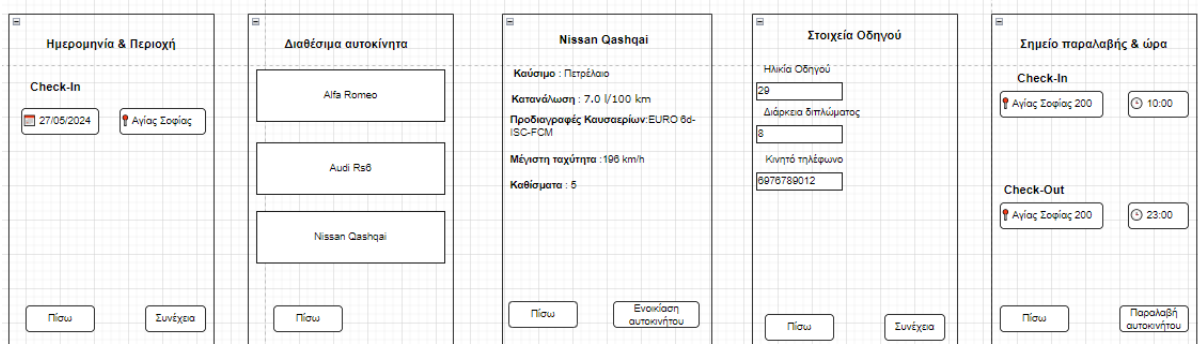 Ημερομηνία & Περιοχή
Check-In
27/05/2024
Αγίας Σοφίας
Πίσω
Συνέχεια
Διαθέσιμα αυτοκίνητα
Alfa Romeo
Audi Rs6
Nissan Qashqai
Πίσω
Nissan Qashqai
Καύσιμο : Πετρέλαιο
Κατανάλωση : 7.0 l/100 km
Προδιαγραφές Καυσαερίων:EURO 6d-
ISC-FCM
Μέγιστη ταχύτητα :196 km/h
Καθίσματα : 5
Πίσω
Ενοικίαση
αυτοκινήτου
Στοιχεία Οδηγού
Ηλικία Οδηγού
29
Διάρκεια διπλώματος
8
Κινητό τηλέφωνο
6976789012
Πίσω
Συνέχεια
Σημείο παραλαβής & ώρα
Check-In
Αγίας Σοφίας 200
10:00
Check-Out
Αγίας Σοφίας 200
23:00
Πίσω
Παραλαβή
αυτοκινήτου